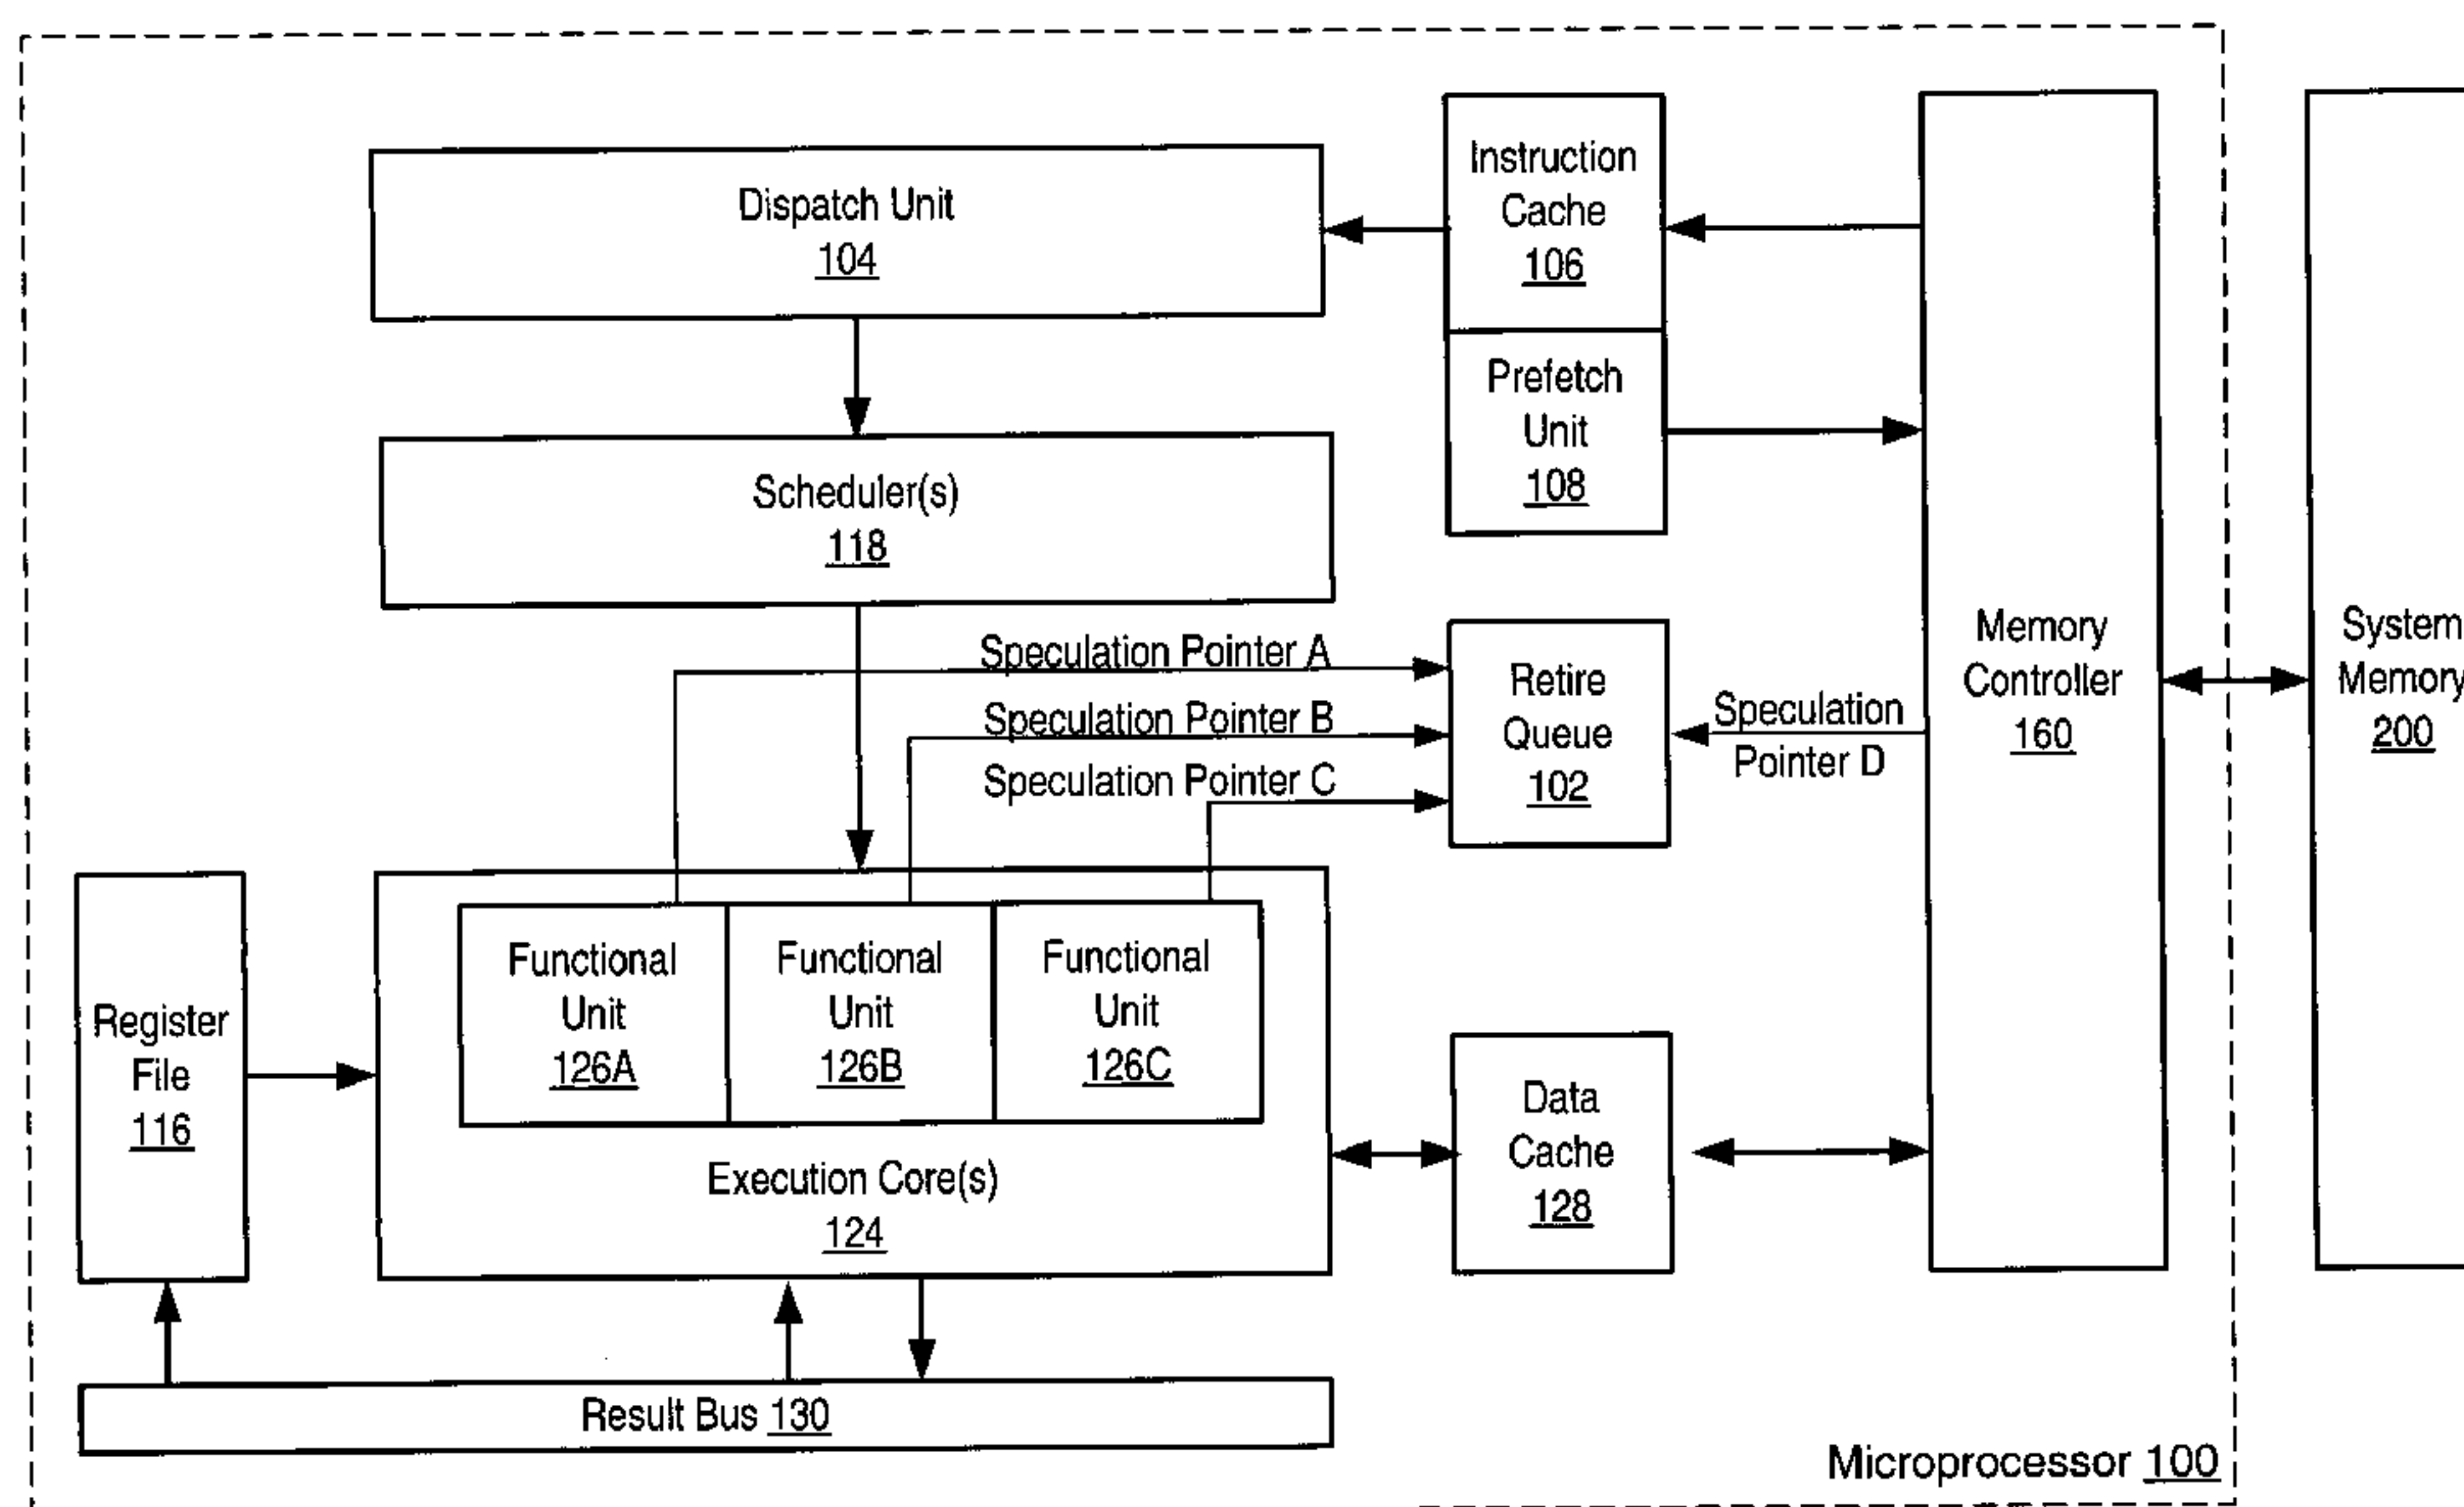 Dispatch Unit
104
Instruction
Cache
106
Prefetch
Unit
108
Scheduler(s)
118
Speculation Pointer A
Speculation Pointer B
Speculation Pointer C
Retire
Queue
102
Speculation
Pointer D
Memory
Controller
160
System
Memory
200
Register
File
116
Functional
Unit
126A
Functional
Unit
126B
Functional
Unit
126C
Execution Core(s)
124
Data
Cache
128
Result Bus 130
Microprocessor 100